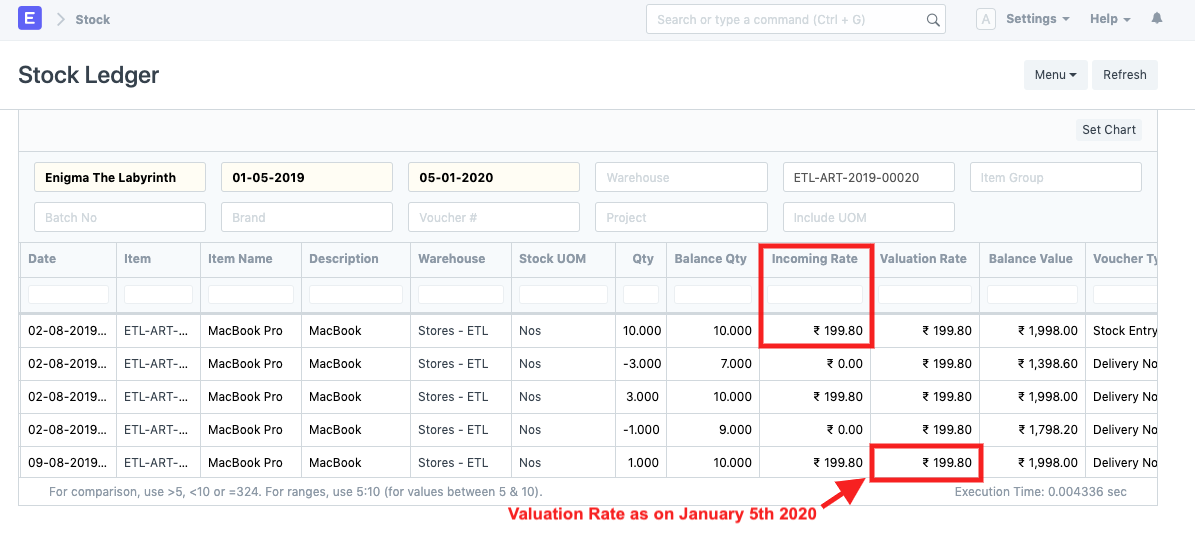 E Stock Search or type a command (Ctrl + G) A Settings Help
Stock Ledger Menu Refresh
Set Chart
Enigma The Labyrinth 01-05-2019 05-01-2020 Warehouse ETL-ART-2019-00020 Item Group
Batch No Brand Voucher # Project Include UOM
Date Item Item Name Description Warehouse Stock UOM Qty Balance Qty Incoming Rate Valuation Rate Balance Value Voucher Ty
02-08-2019... ETL-ART-... MacBook Pro MacBook Stores - ETL Nos 10.000 10.000 ₹ 199.80 ₹ 199.80 ₹ 1,998.00 Stock Entry
02-08-2019... ETL-ART-... MacBook Pro MacBook Stores - ETL Nos -3.000 7.000 ₹ 0.00 ₹ 199.80 ₹ 1,398.60 Delivery No
02-08-2019... ETL-ART-... MacBook Pro MacBook Stores - ETL Nos 3.000 10.000 ₹ 199.80 ₹ 199.80 ₹ 1,998.00 Delivery No
02-08-2019... ETL-ART-... MacBook Pro MacBook Stores - ETL Nos -1.000 9.000 ₹ 0.00 ₹ 199.80 ₹ 1,798.20 Delivery No
09-08-2019... ETL-ART-... MacBook Pro MacBook Stores - ETL Nos 1.000 10.000 ₹ 199.80 ₹ 199.80 ₹ 1,998.00 Delivery No
For comparison, use >5, <10 or =324. For ranges, use 5:10 (for values between 5 & 10). Execution Time: 0.004336 sec
Valuation Rate as on January 5th 2020